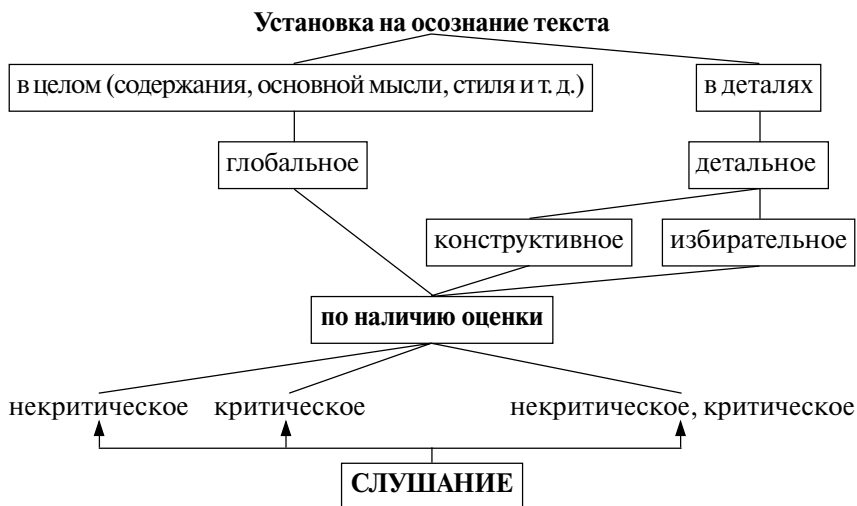 Установка на осознание текста
в целом (содержания, основной мысли, стиля и т. д.) в деталях
глобальное детальное
конструктивное избирательное
по наличию оценки
некритическое критическое некритическое, критическое
СЛУШАНИЕ